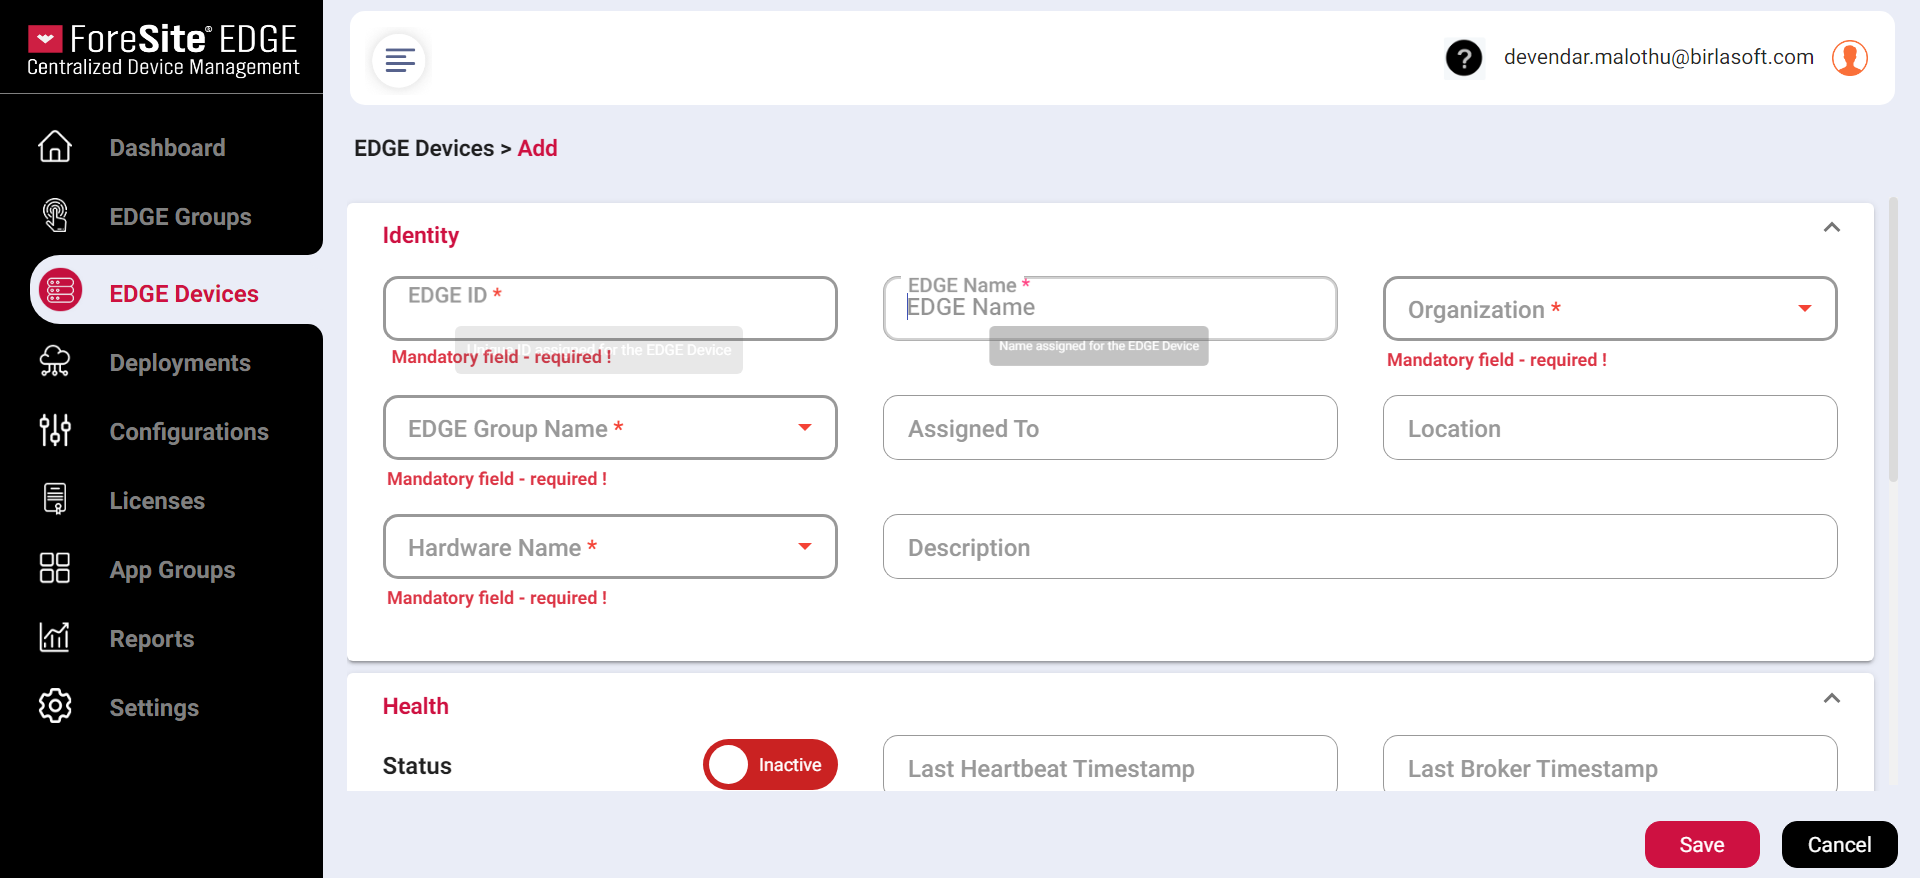 ForeSite® EDGE
Centralized Device Management
?
devendar.malothu@birlasoft.com
Dashboard
EDGE Groups
EDGE Devices
Deployments
Configurations
Licenses
App Groups
Reports
Settings
EDGE Devices > Add
Identity
EDGE ID *
EDGE Name *
EDGE Name
Organization *
Unique ID assigned for the EDGE Device
Mandatory field - required !
Name assigned for the EDGE Device
Mandatory field - required !
EDGE Group Name *
Assigned To
Location
Mandatory field - required !
Hardware Name *
Description
Mandatory field - required !
Health
Status
Inactive
Last Heartbeat Timestamp
Last Broker Timestamp
Save
Cancel